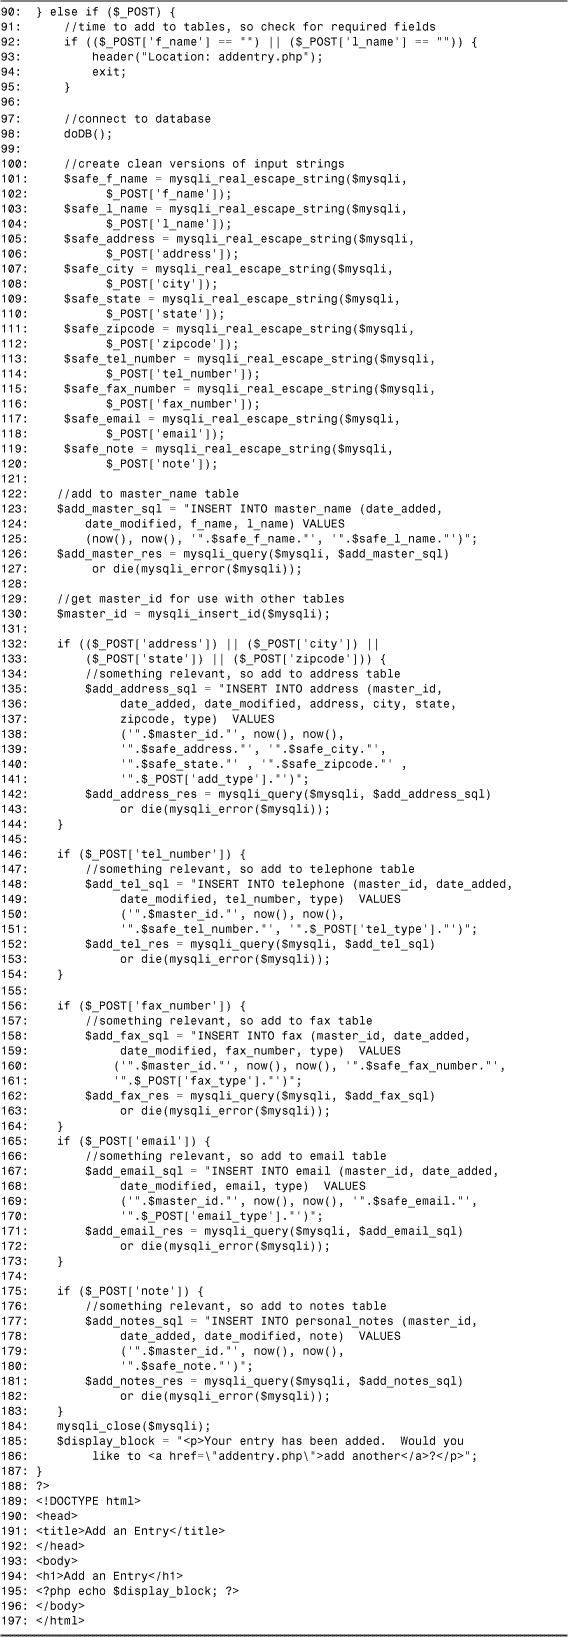 90: } else if ($_POST) {
91:     //time to add to tables, so check for required fields
92:     if (($_POST['f_name'] == "") || ($_POST['l_name'] == "")) {
93:         header("Location: addentry.php");
94:         exit;
95:     }
96:
97:     //connect to database
98:     doDB();
99:
100:     //create clean versions of input strings
101:     $safe_f_name = mysqli_real_escape_string($mysqli,
102:           $_POST['f_name']);
103:     $safe_l_name = mysqli_real_escape_string($mysqli,
104:           $_POST['l_name']);
105:     $safe_address = mysqli_real_escape_string($mysqli,
106:           $_POST['address']);
107:     $safe_city = mysqli_real_escape_string($mysqli,
108:           $_POST['city']);
109:     $safe_state = mysqli_real_escape_string($mysqli,
110:           $_POST['state']);
111:     $safe_zipcode = mysqli_real_escape_string($mysqli,
112:           $_POST['zipcode']);
113:     $safe_tel_number = mysqli_real_escape_string($mysqli,
114:           $_POST['tel_number']);
115:     $safe_fax_number = mysqli_real_escape_string($mysqli,
116:           $_POST['fax_number']);
117:     $safe_email = mysqli_real_escape_string($mysqli,
118:           $_POST['email']);
119:     $safe_note = mysqli_real_escape_string($mysqli,
120:           $_POST['note']);
121:
122:    //add to master_name table
123:    $add_master_sql = "INSERT INTO master_name (date_added,
124:        date_modified, f_name, l_name) VALUES
125:        (now(), now(), '".$safe_f_name."', '".$safe_l_name."')";
126:    $add_master_res = mysqli_query($mysqli, $add_master_sql)
127:         or die(mysqli_error($mysqli));
128:
129:    //get master_id for use with other tables
130:    $master_id = mysqli_insert_id($mysqli);
131:
132:    if (($_POST['address']) || ($_POST['city']) ||
133:        ($_POST['state']) || ($_POST['zipcode'])) {
134:        //something relevant, so add to address table
135:        $add_address_sql = "INSERT INTO address (master_id,
136:             date_added, date_modified, address, city, state,
137:             zipcode, type)  VALUES
138:             ('".$master_id."', now(), now(),
139:             '".$safe_address."', '".$safe_city."',
140:             '".$safe_state."' , '".$safe_zipcode."' ,
141:             '".$_POST['add_type']."')";
142:        $add_address_res = mysqli_query($mysqli, $add_address_sql)
143:             or die(mysqli_error($mysqli));
144:    }
145:
146:    if ($_POST['tel_number']) {
147:        //something relevant, so add to telephone table
148:        $add_tel_sql = "INSERT INTO telephone (master_id, date_added,
149:             date_modified, tel_number, type)  VALUES
150:             ('".$master_id."', now(), now(),
151:             '".$safe_tel_number."', '".$_POST['tel_type']."')";
152:        $add_tel_res = mysqli_query($mysqli, $add_tel_sql)
153:             or die(mysqli_error($mysqli));
154:    }
155:
156:    if ($_POST['fax_number']) {
157:        //something relevant, so add to fax table
158:        $add_fax_sql = "INSERT INTO fax (master_id, date_added,
159:             date_modified, fax_number, type)  VALUES
160:            ('".$master_id."', now(), now(), '".$safe_fax_number."',
161:            '".$_POST['fax_type']."')";
162:        $add_fax_res = mysqli_query($mysqli, $add_fax_sql)
163:             or die(mysqli_error($mysqli));
164:    }
165:    if ($_POST['email']) {
166:        //something relevant, so add to email table
167:        $add_email_sql = "INSERT INTO email (master_id, date_added,
168:             date_modified, email, type)  VALUES
169:             ('".$master_id."', now(), now(), '".$safe_email."',
170:             '".$_POST['email_type']."')";
171:        $add_email_res = mysqli_query($mysqli, $add_email_sql)
172:             or die(mysqli_error($mysqli));
173:    }
174:
175:    if ($_POST['note']) {
176:        //something relevant, so add to notes table
177:        $add_notes_sql = "INSERT INTO personal_notes (master_id,
178:             date_added, date_modified, note)  VALUES
179:             ('".$master_id."', now(), now(),
180:             '".$safe_note."')";
181:        $add_notes_res = mysqli_query($mysqli, $add_notes_sql)
182:             or die(mysqli_error($mysqli));
183:    }
184:    mysqli_close($mysqli);
185:    $display_block = "<p>Your entry has been added.  Would you
186:         like to <a href=\"addentry.php\">add another</a>?</p>";
187: }
188: ?>
189: <!DOCTYPE html>
190: <head>
191: <title>Add an Entry</title>
192: </head>
193: <body>
194: <h1>Add an Entry</h1>
195: <?php echo $display_block; ?>
196: </body>
197: </html>